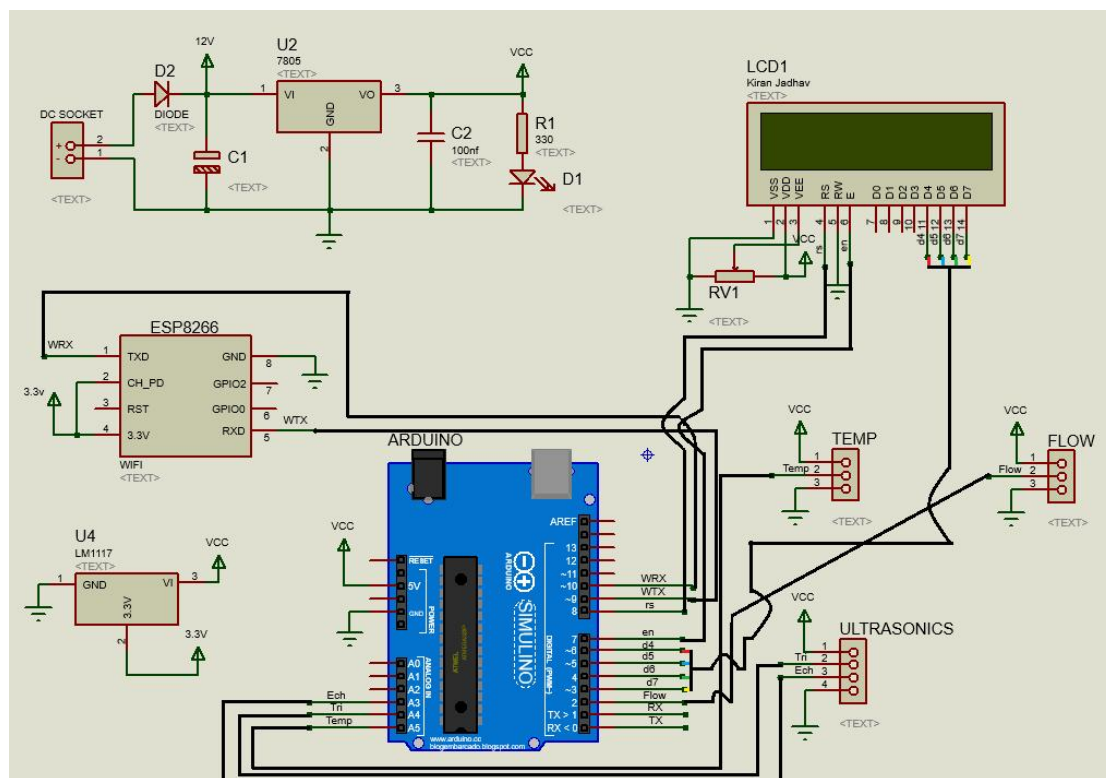 12V
U2
7805
<TEXT>
VCC
D2
DIODE
<TEXT>
1
VI
VO
3
GND
2
DC SOCKET
+
2
-
1
<TEXT>
C1
<TEXT>
C2
100nf
<TEXT>
R1
330
<TEXT>
D1
<TEXT>
LCD1
Kiran Jadhav
<TEXT>
VSS
VDD
VEE
RS
RW
E
D0
D1
D2
D3
D4
D5
D6
D7
1
2
3
4
5
6
7
8
9
10
11
12
13
14
rs
en
d4
d5
d6
d7
VCC
RV1
<TEXT>
ESP8266
WRX
1
TXD
GND
8
2
CH_PD
GPIO2
7
3.3v
3
RST
GPIO0
6
4
3.3V
RXD
5
WTX
WIFI
<TEXT>
U4
LM1117
<TEXT>
1
GND
VI
3
VCC
3.3V
2
3.3V
ARDUINO
VCC
RESET
5V
GND
POWER
A0
A1
A2
A3
A4
A5
ANALOG IN
Ech
Tri
Temp
ATMEL
ARDUINO
SIMULINO
DIGITAL (PWM~)
AREF
13
12
~11
~10
~9
8
7
~6
~5
4
~3
2
TX > 1
RX < 0
WRX
WTX
rs
en
d4
d5
d6
d7
Flow
RX
TX
www.arduino.cc
blogembarcado.blogspot.com
VCC
TEMP
1
Temp
2
3
<TEXT>
VCC
FLOW
1
Flow
2
3
<TEXT>
VCC
ULTRASONICS
1
Tri
2
Ech
3
4
<TEXT>